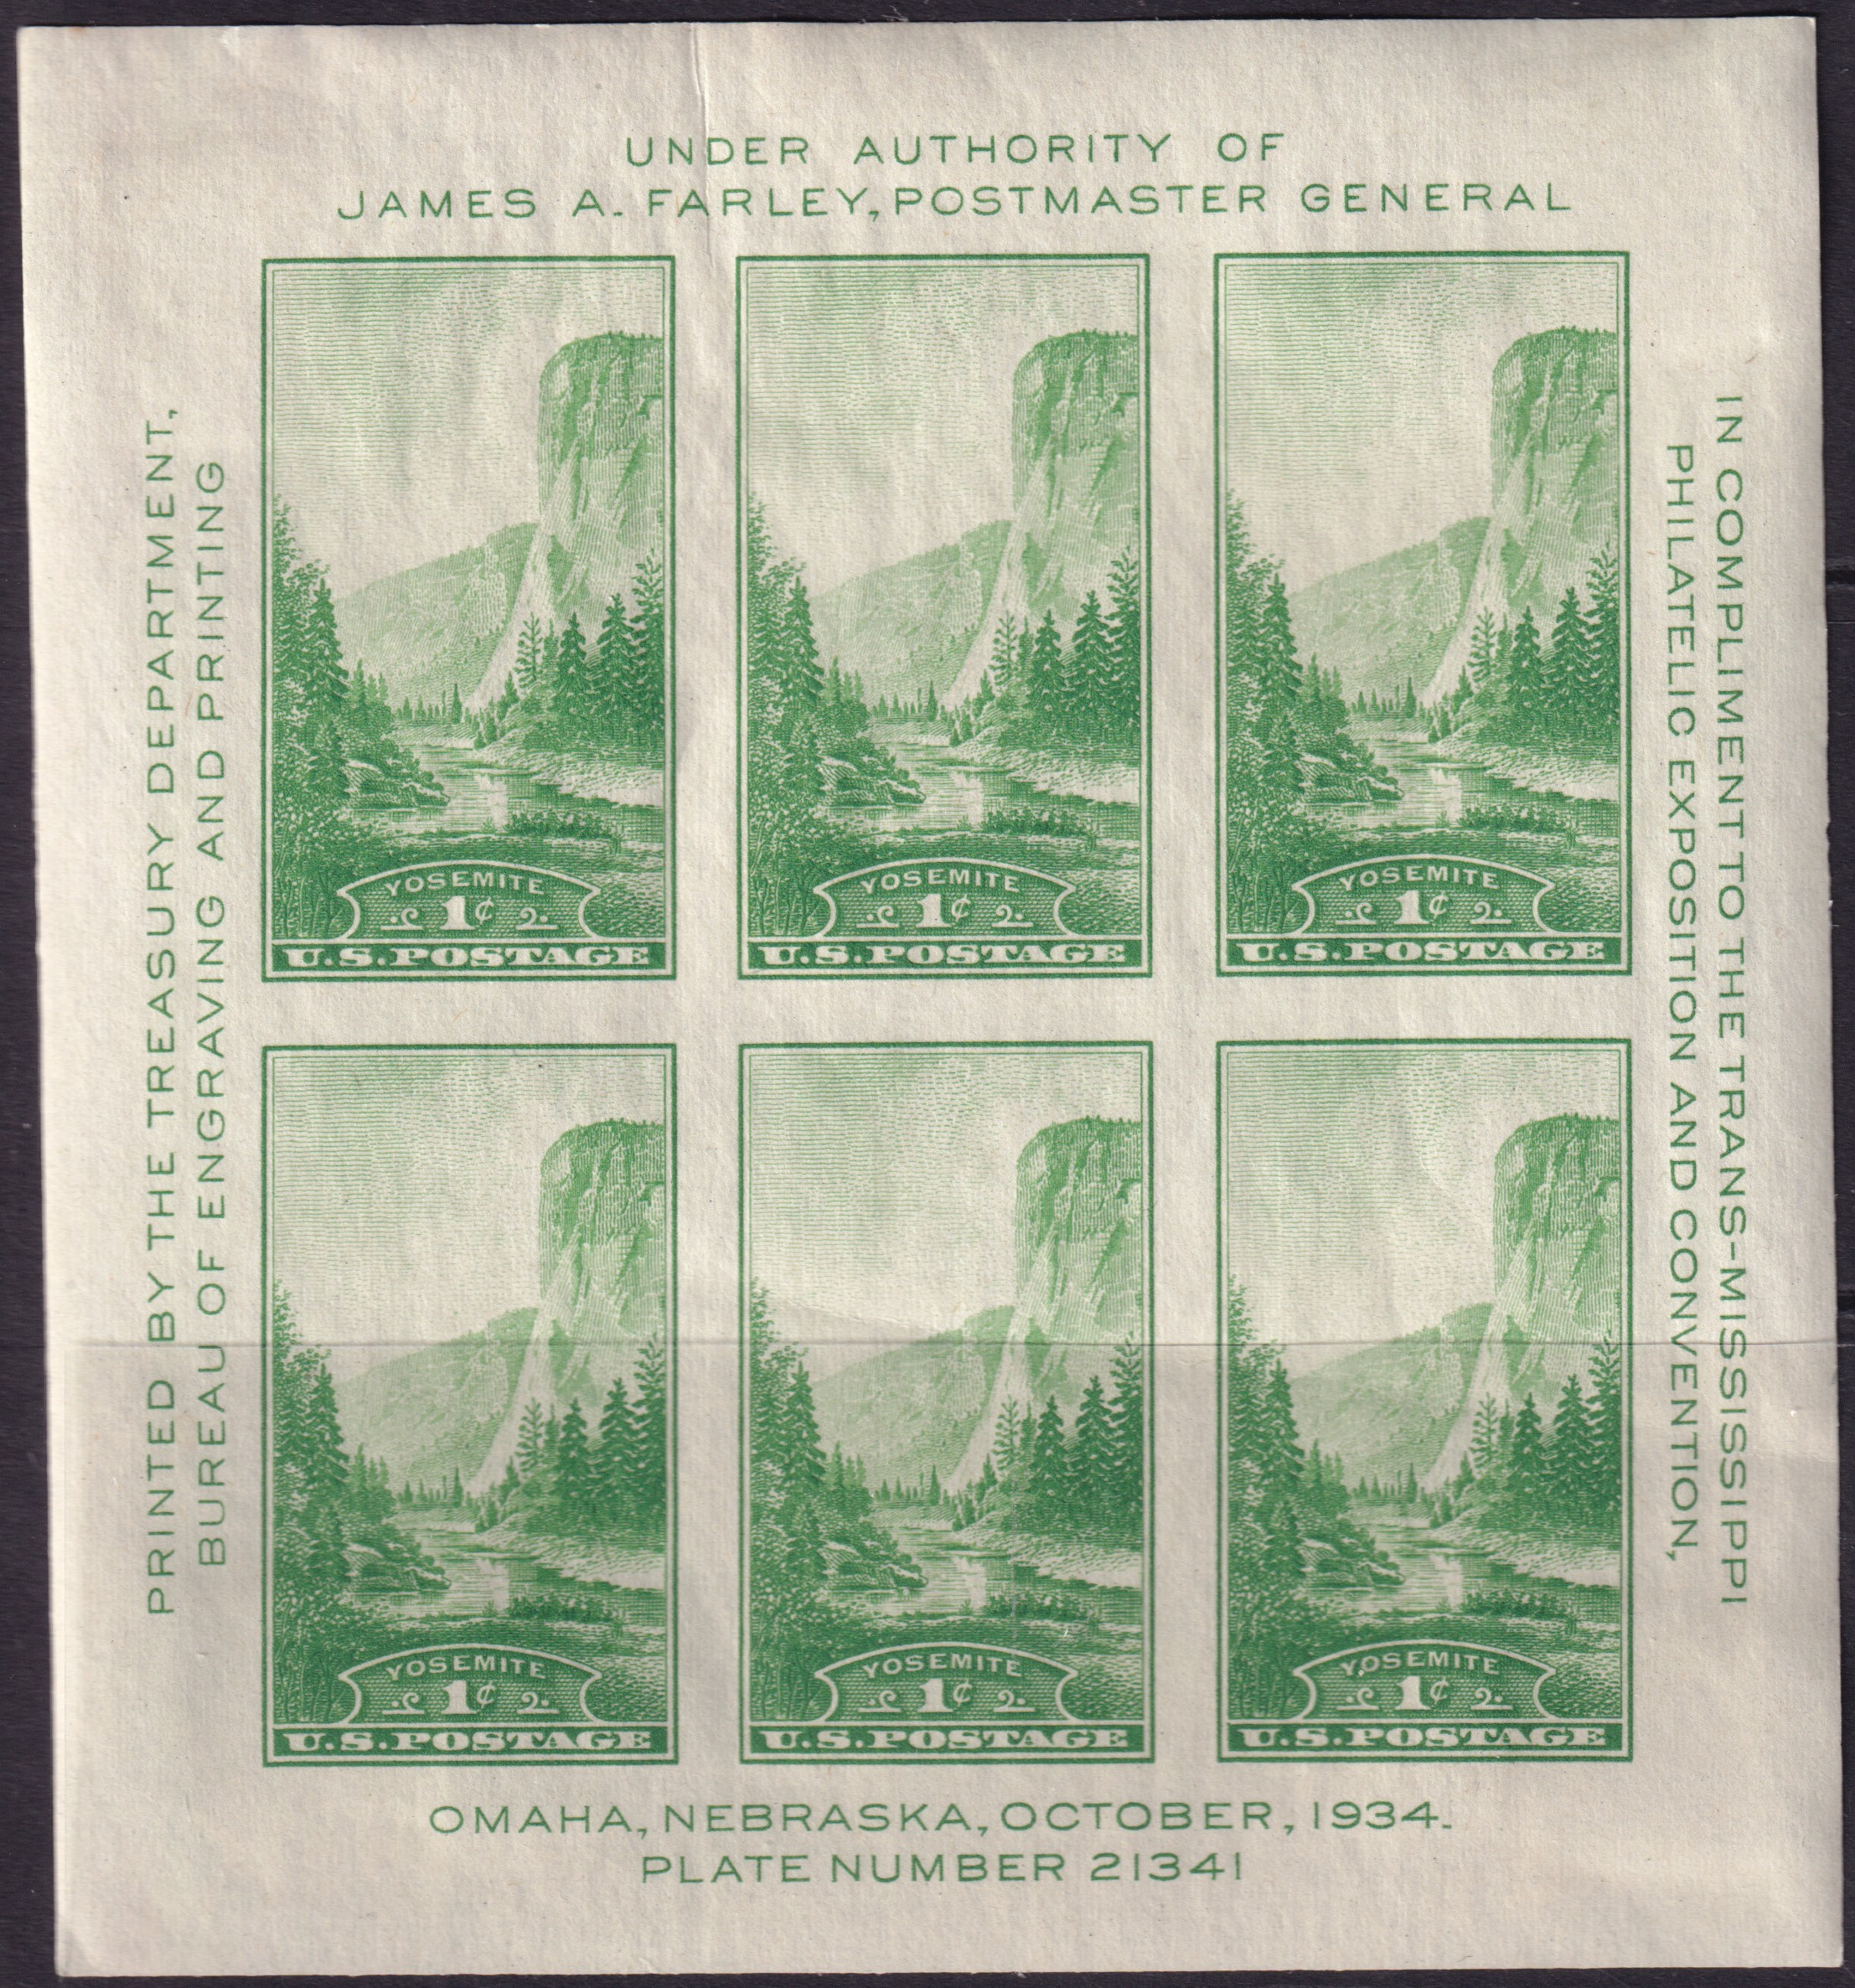 UNDER AUTHORITY OF
JAMES A. FARLEY, POSTMASTER GENERAL
PRINTED BY THE TREASURY DEPARTMENT,
BUREAU OF ENGRAVING AND PRINTING
YOSEMITE
1¢
U.S. POSTAGE
YOSEMITE
1¢
U.S. POSTAGE
YOSEMITE
1¢
U.S. POSTAGE
IN COMPLIMENT TO THE TRANS-MISSISSIPPI
PHILATELIC EXPOSITION AND CONVENTION,
YOSEMITE
1¢
U.S. POSTAGE
YOSEMITE
1¢
U.S. POSTAGE
YOSEMITE
1¢
U.S. POSTAGE
OMAHA, NEBRASKA, OCTOBER, 1934.
PLATE NUMBER 21341